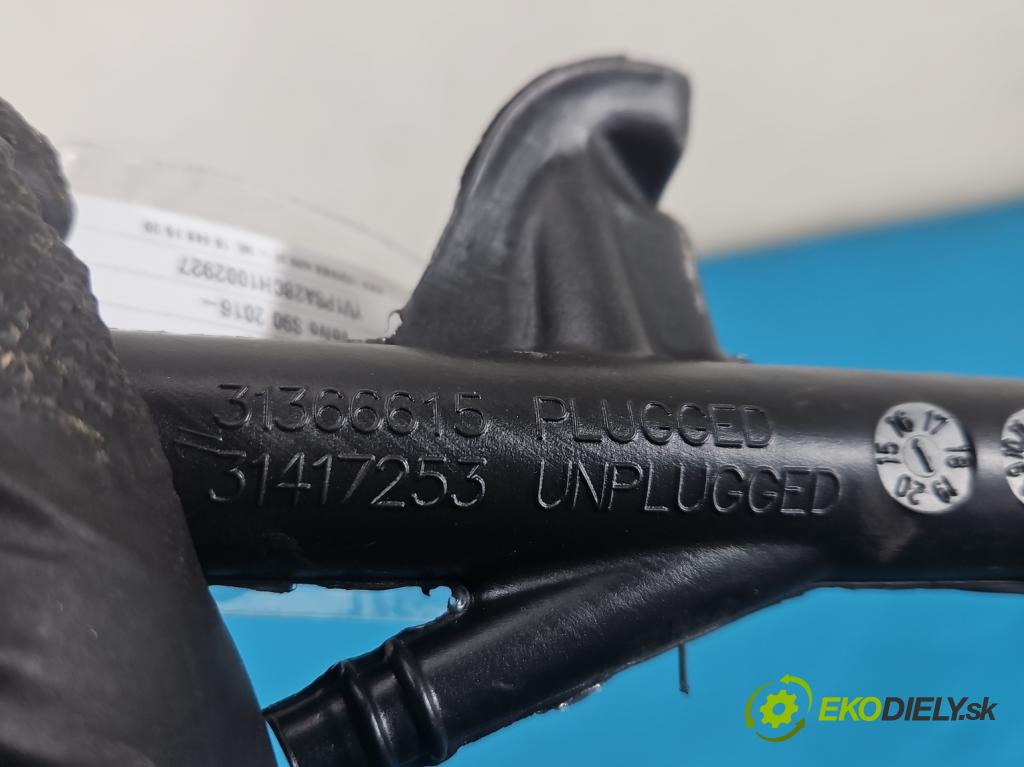 Volvo S90 2016-
YV1PSA28CH1002927
31366615 PLUGGED
31417253 UNPLUGGED
15 16 17 18 19 20
EKODIELY.sk